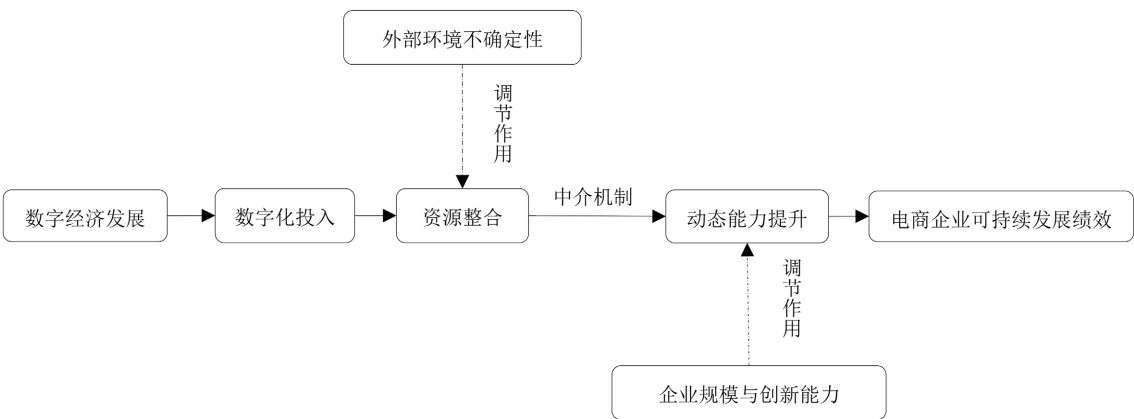 外部环境不确定性
调节作用
数字经济发展
数字化投入
资源整合
中介机制
动态能力提升
电商企业可持续发展绩效
调节作用
企业规模与创新能力